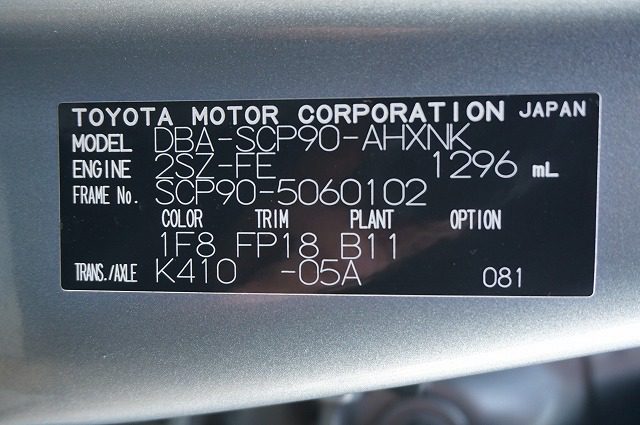 TOYOTA MOTOR CORPORATION JAPAN
MODEL DBA-SCP90-AHXNK
ENGINE 2SZ-FE 1296 mL
FRAME No. SCP90-5060102
COLOR TRIM PLANT OPTION
1F8 FP18 B11
TRANS./AXLE K410 -05A 081